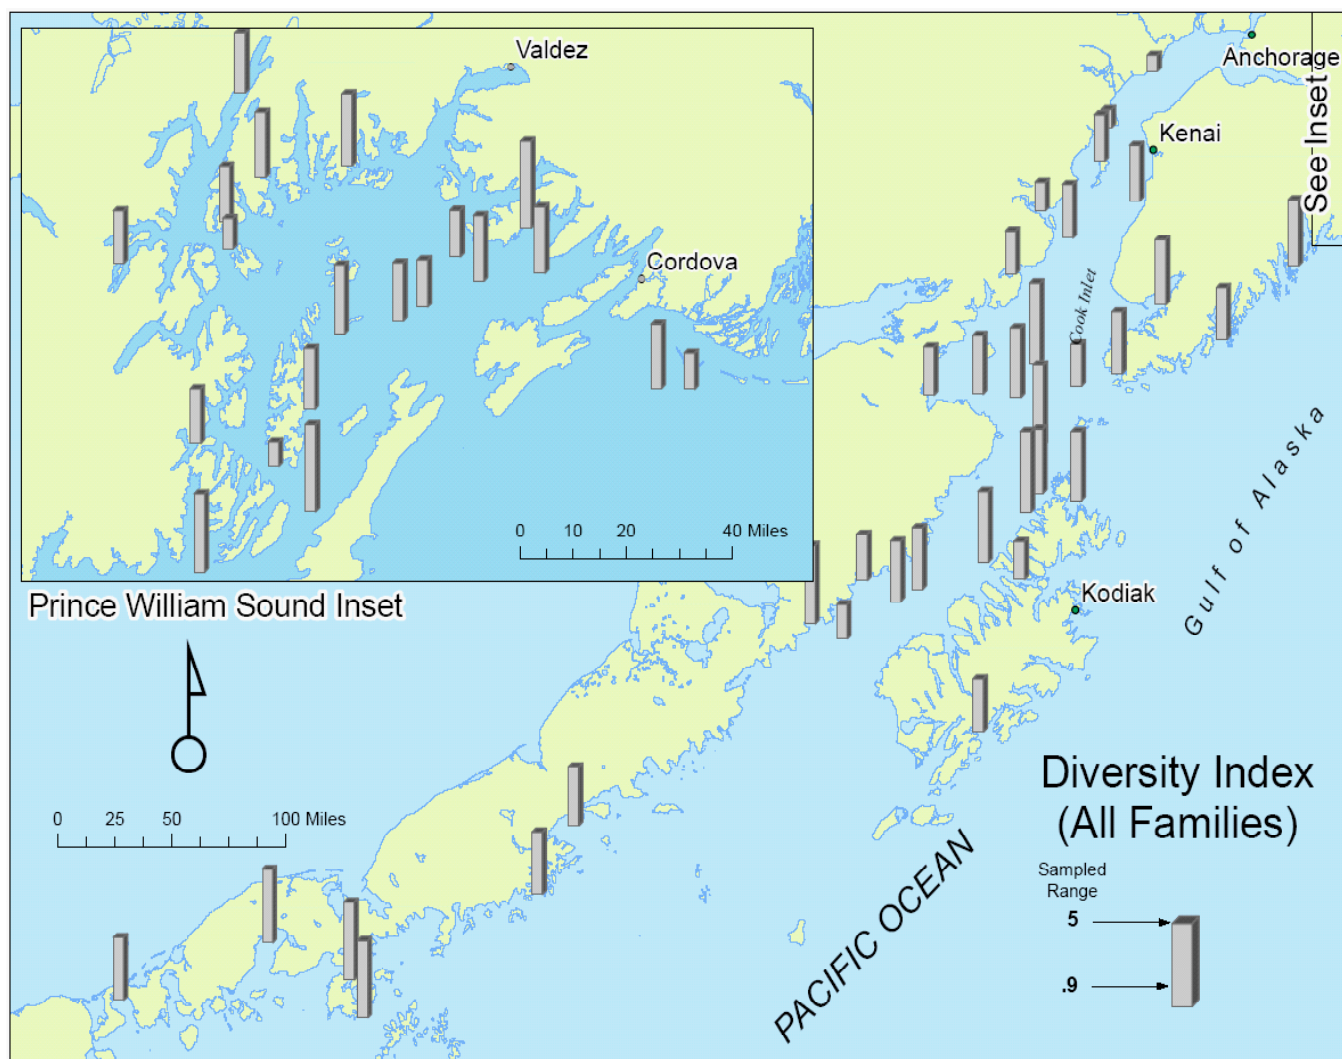 Valdez
Anchorage
See Inset
Kenai
Cordova
Cook Inlet
Gulf of Alaska
0 10 20 40 Miles
Prince William Sound Inset
Kodiak
0 25 50 100 Miles
PACIFIC OCEAN
Diversity Index
(All Families)
Sampled
Range
5
.9